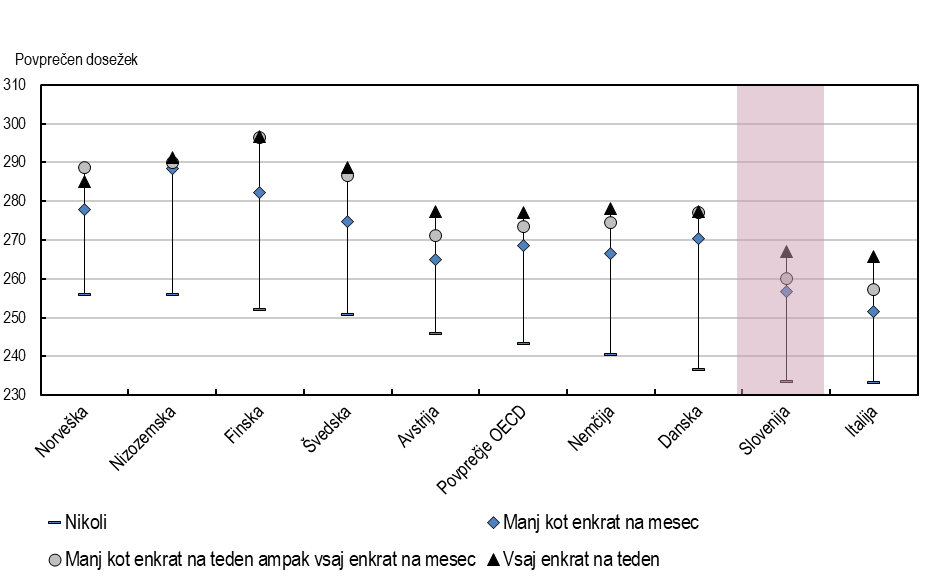 Povprečen dosežek
310
300
290
280
270
260
250
240
230
Norveška
Nizozemska
Finska
Švedska
Avstrija
Povprečje OECD
Nemčija
Danska
Slovenija
Italija
Nikoli
Manj kot enkrat na mesec
Manj kot enkrat na teden ampak vsaj enkrat na mesec
Vsaj enkrat na teden